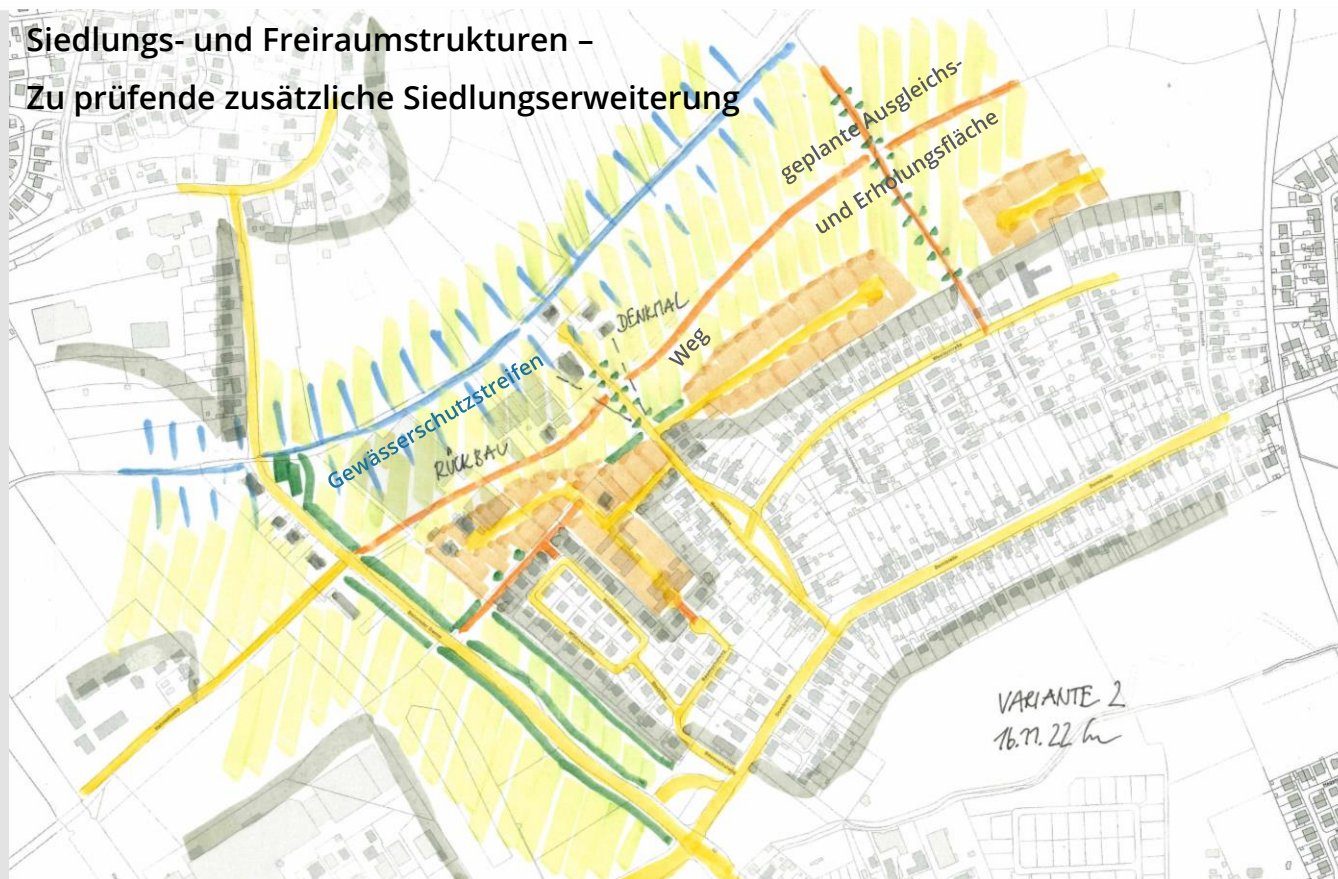 Siedlungs- und Freiraumstrukturen –
Zu prüfende zusätzliche Siedlungserweiterung
geplante Ausgleichs-
und Erholungsfläche
DENKMAL
Weg
Gewässerschutzstreifen
RÜCKBAU
VARIANTE 2
16.11.22